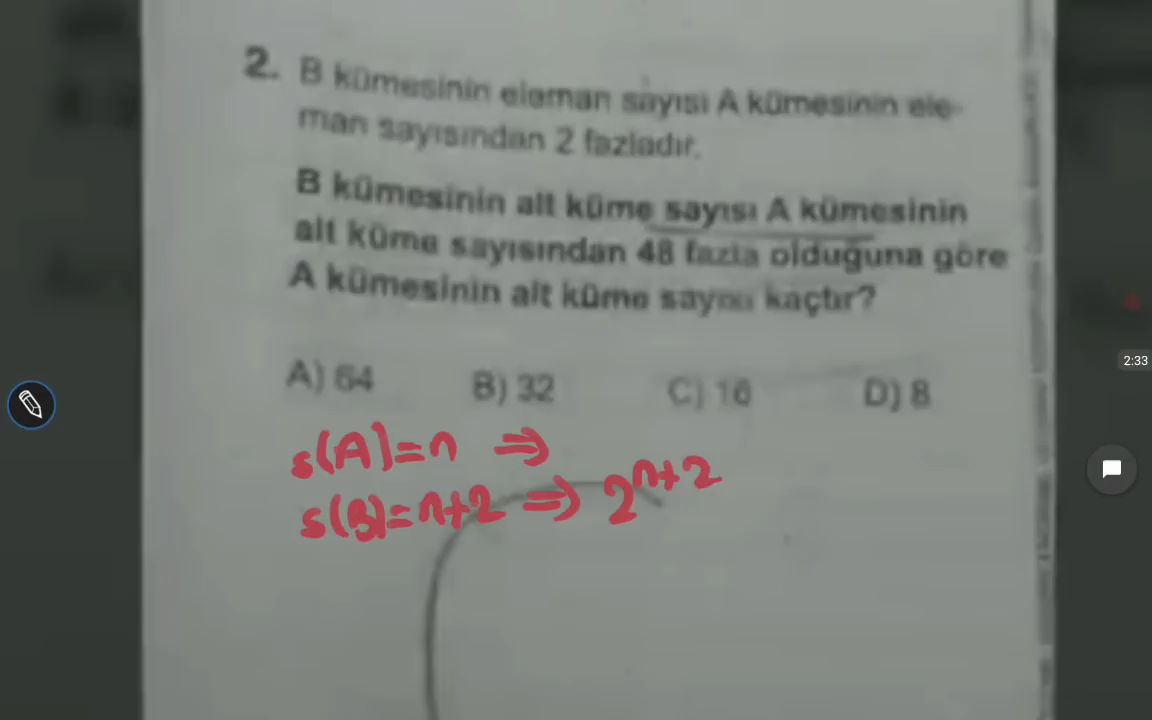 2. B kümesinin eleman sayısı A kümesinin ele-
man sayısından 2 fazladır.
B kümesinin alt küme sayısı A kümesinin
alt küme sayısından 48 fazla olduğuna göre
A kümesinin alt küme sayısı kaçtır?
A) 64 B) 32 C) 16 D) 8
s(A)=n ⇒
s(B)=n+2 ⇒ 2^{n+2}
2:33